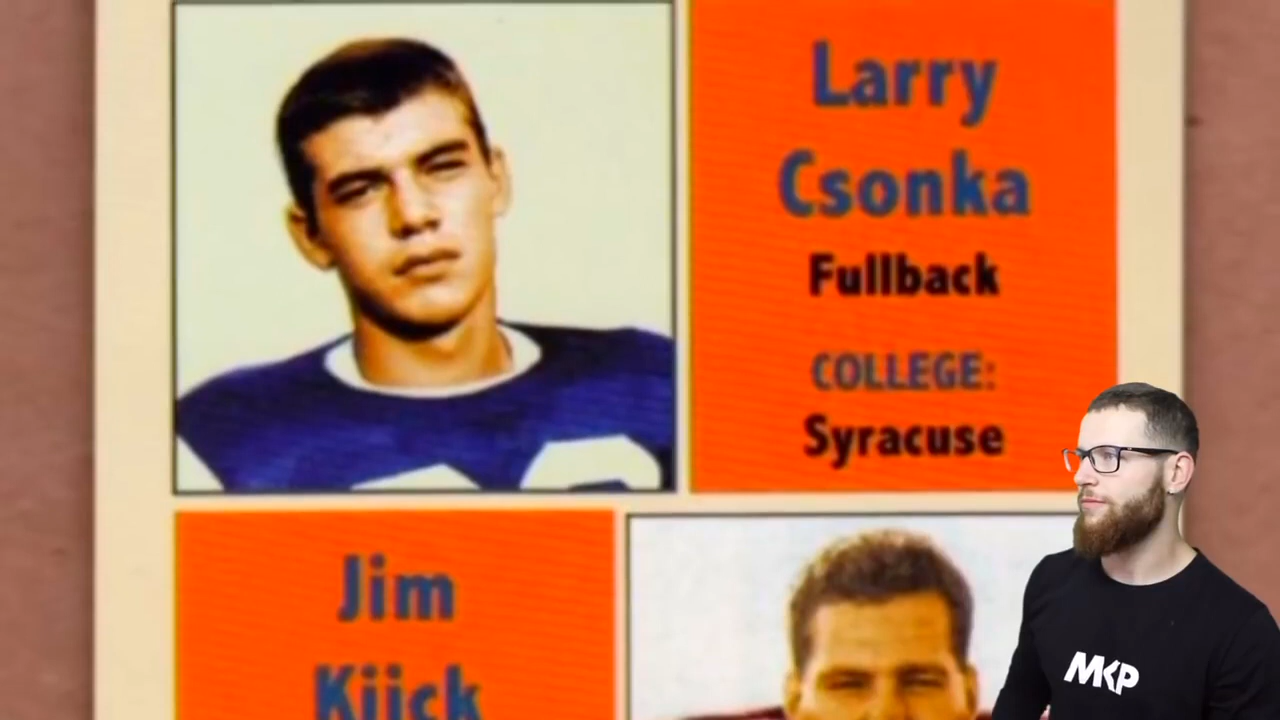 Larry
Csonka
Fullback
COLLEGE:
Syracuse
Jim
Kiick
MKP